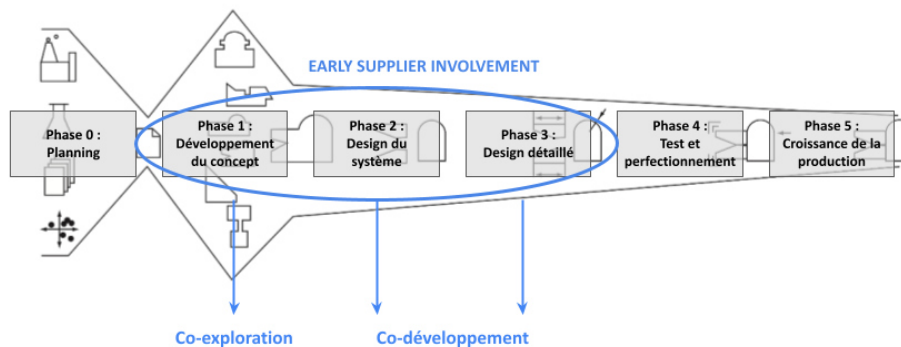 EARLY SUPPLIER INVOLVEMENT
Phase 0 :
Planning
Phase 1 :
Développement
du concept
Phase 2 :
Design du
système
Phase 3 :
Design détaillé
Phase 4 :
Test et
perfectionnement
Phase 5 :
Croissance de la
production
Co-exploration
Co-développement